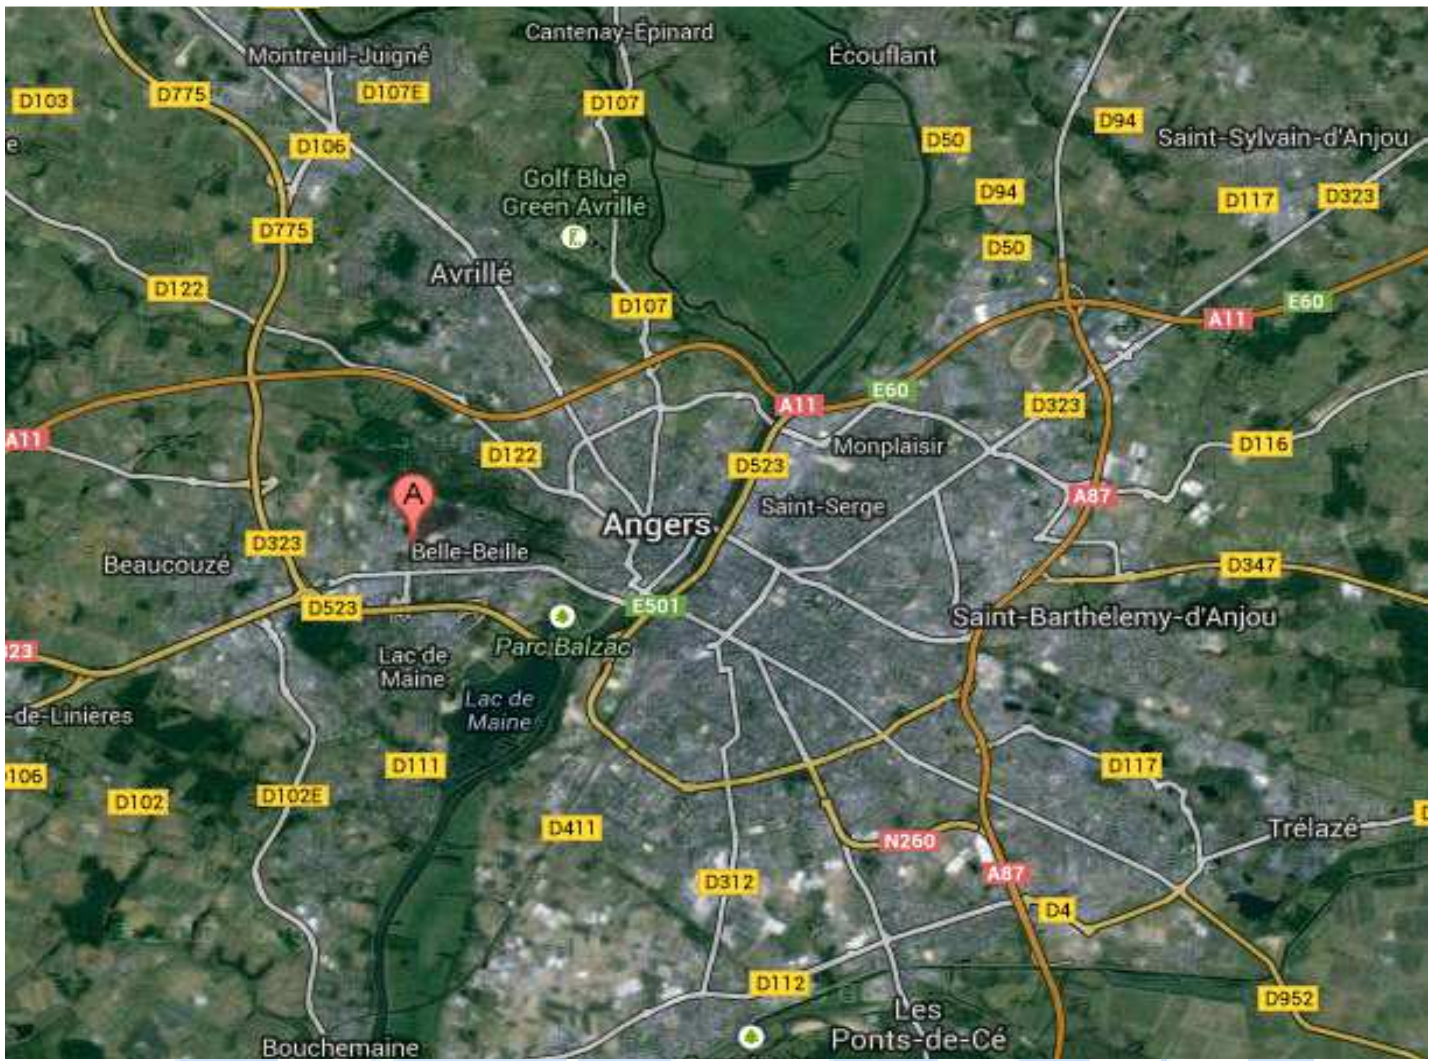 Cantenay-Épinard
Montreuil-Juigné
Écouflant
D103
D775
D107E
D107
D94
D106
D50
Saint-Sylvain-d'Anjou
e
Golf Blue
Green Avrillé
D94
D117
D323
D775
D50
Avrillé
D122
D107
E60
A11
E60
A11
D323
A11
Monplaisir
D116
D122
D523
A
A87
Saint-Serge
Angers
D323
Belle-Beille
Beaucouzé
D347
D523
E501
Saint-Barthélemy-d'Anjou
Parc Balzac
23
Lac de
Maine
Lac de
Maine
-de-Linières
D111
D117
106
D102
D102E
D411
Trélazé
D
N260
A87
D312
D4
D112
D952
Les
Ponts-de-Cé
Bouchemaine